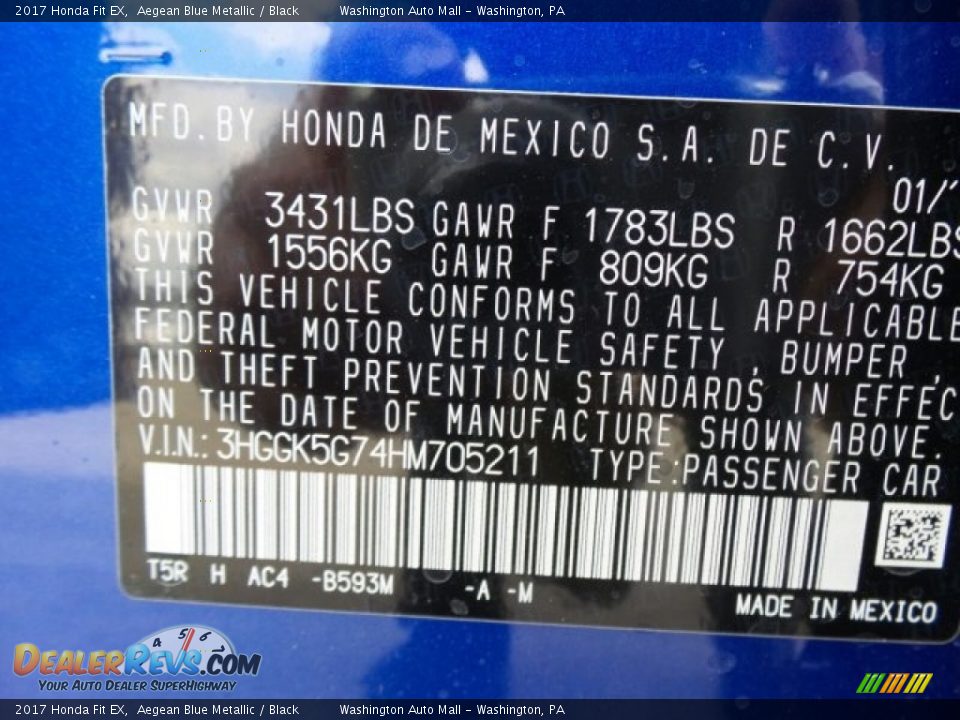 2017 Honda Fit EX, Aegean Blue Metallic / Black Washington Auto Mall - Washington, PA
MFD. BY HONDA DE MEXICO S.A. DE C.V.
01/
GVWR 3431LBS GAWR F 1783LBS R 1662LBS
GVWR 1556KG GAWR F 809KG R 754KG
THIS VEHICLE CONFORMS TO ALL APPLICABLE
FEDERAL MOTOR VEHICLE SAFETY, BUMPER,
AND THEFT PREVENTION STANDARDS IN EFFEC
ON THE DATE OF MANUFACTURE SHOWN ABOVE.
V.I.N.: 3HGGK5G74HM705211 TYPE:PASSENGER CAR
T5R H AC4 -B593M -A -M
MADE IN MEXICO
4 5 6
DEALERREVS.COM
YOUR AUTO DEALER SUPERHIGHWAY
2017 Honda Fit EX, Aegean Blue Metallic / Black Washington Auto Mall - Washington, PA